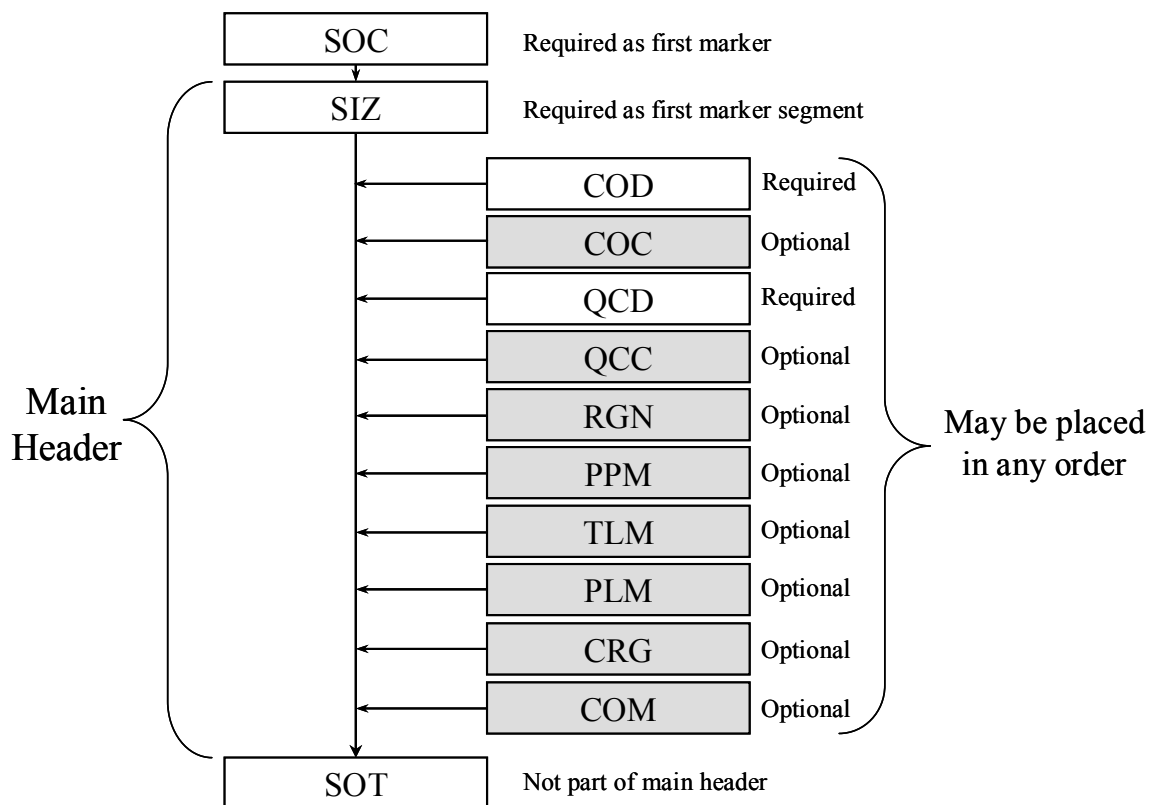 SOC
Required as first marker
SIZ
Required as first marker segment
COD
Required
COC
Optional
QCD
Required
QCC
Optional
RGN
Optional
PPM
Optional
TLM
Optional
PLM
Optional
CRG
Optional
COM
Optional
Main
Header
May be placed
in any order
SOT
Not part of main header